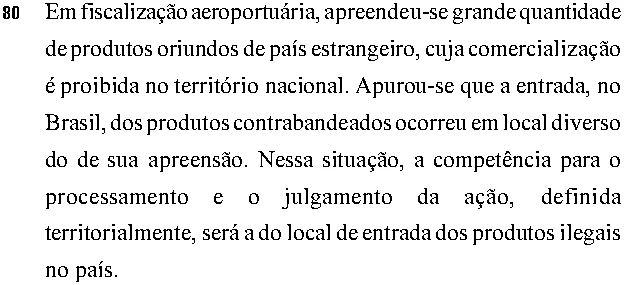 80 Em fiscalização aeroportuária, apreendeu-se grande quantidade
de produtos oriundos de país estrangeiro, cuja comercialização
é proibida no território nacional. Apurou-se que a entrada, no
Brasil, dos produtos contrabandeados ocorreu em local diverso
do de sua apreensão. Nessa situação, a competência para o
processamento e o julgamento da ação, definida
territorialmente, será a do local de entrada dos produtos ilegais
no país.